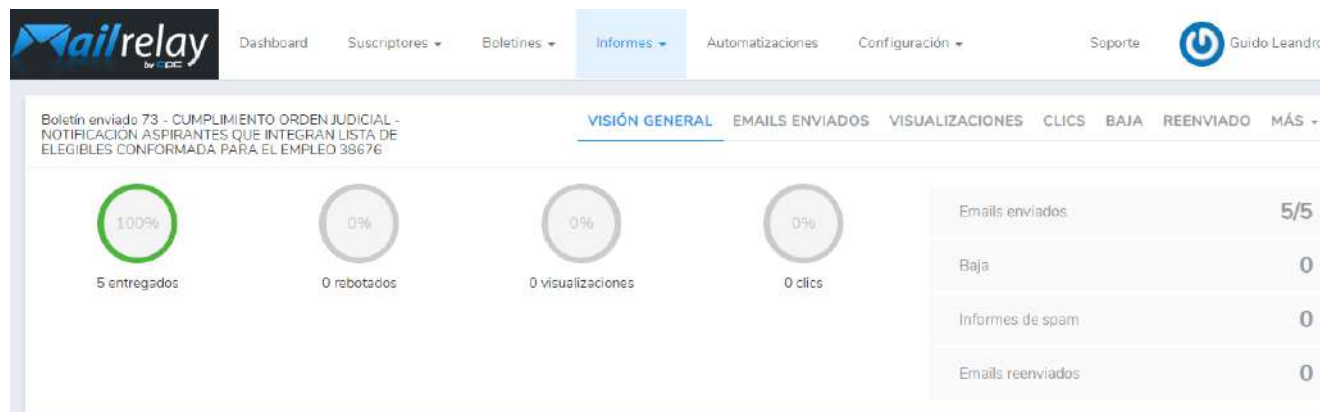 Mailrelay
by cpc
Dashboard Suscriptores Boletines Informes Automatizaciones Configuración Soporte Guido Leandro
Boletín enviado 73 - CUMPLIMIENTO ORDEN JUDICIAL -
NOTIFICACIÓN ASPIRANTES QUE INTEGRAN LISTA DE
ELEGIBLES CONFORMADA PARA EL EMPLEO 38676
VISIÓN GENERAL EMAILS ENVIADOS VISUALIZACIONES CLICS BAJA REENVIADO MÁS
100% 0% 0% 0%
5 entregados 0 rebotados 0 visualizaciones 0 clics
Emails enviados 5/5
Baja 0
Informes de spam 0
Emails reenviados 0